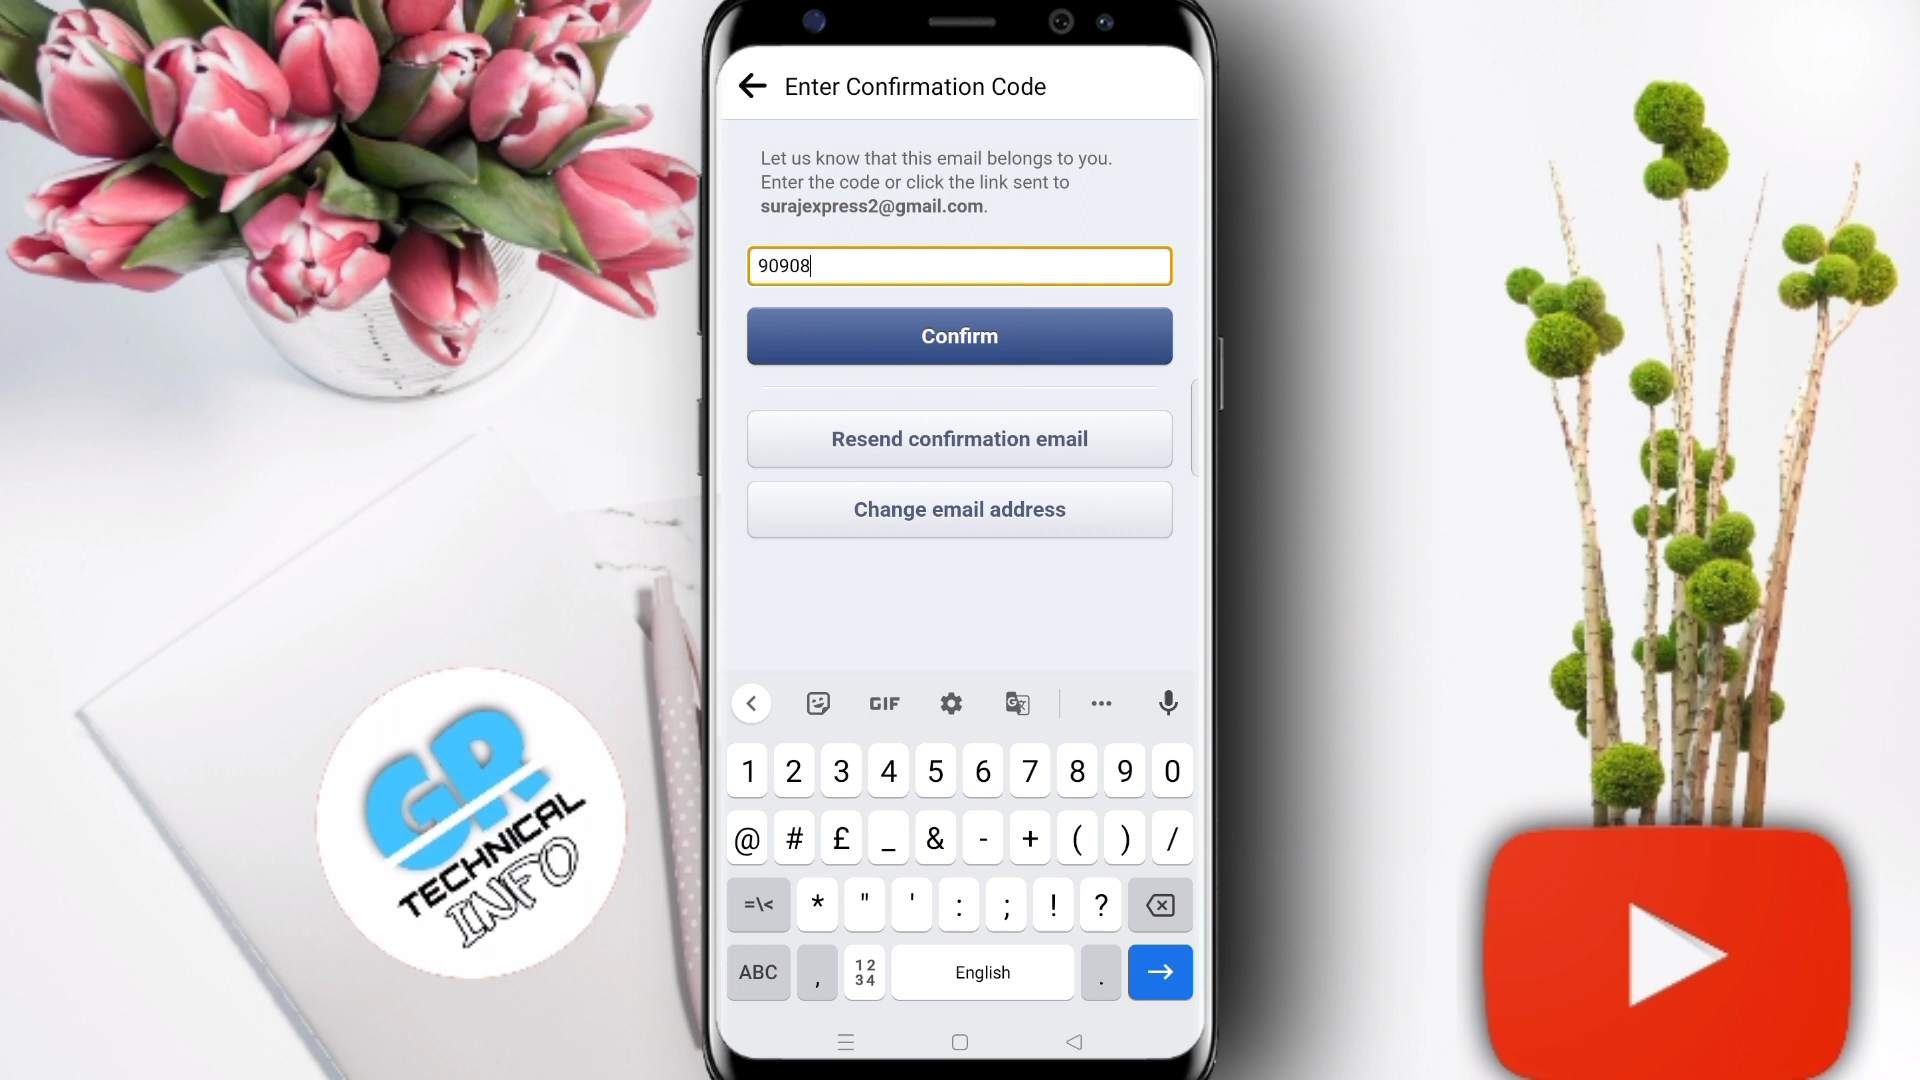 Enter Confirmation Code
Let us know that this email belongs to you.
Enter the code or click the link sent to
surajexpress2@gmail.com.
90908
Confirm
Resend confirmation email
Change email address
GIF
1 2 3 4 5 6 7 8 9 0
@ # £ _ & - + ( ) /
=\< * " ' : ; ! ?
ABC , 12 34 English .
GR
TECHNICAL
INFO